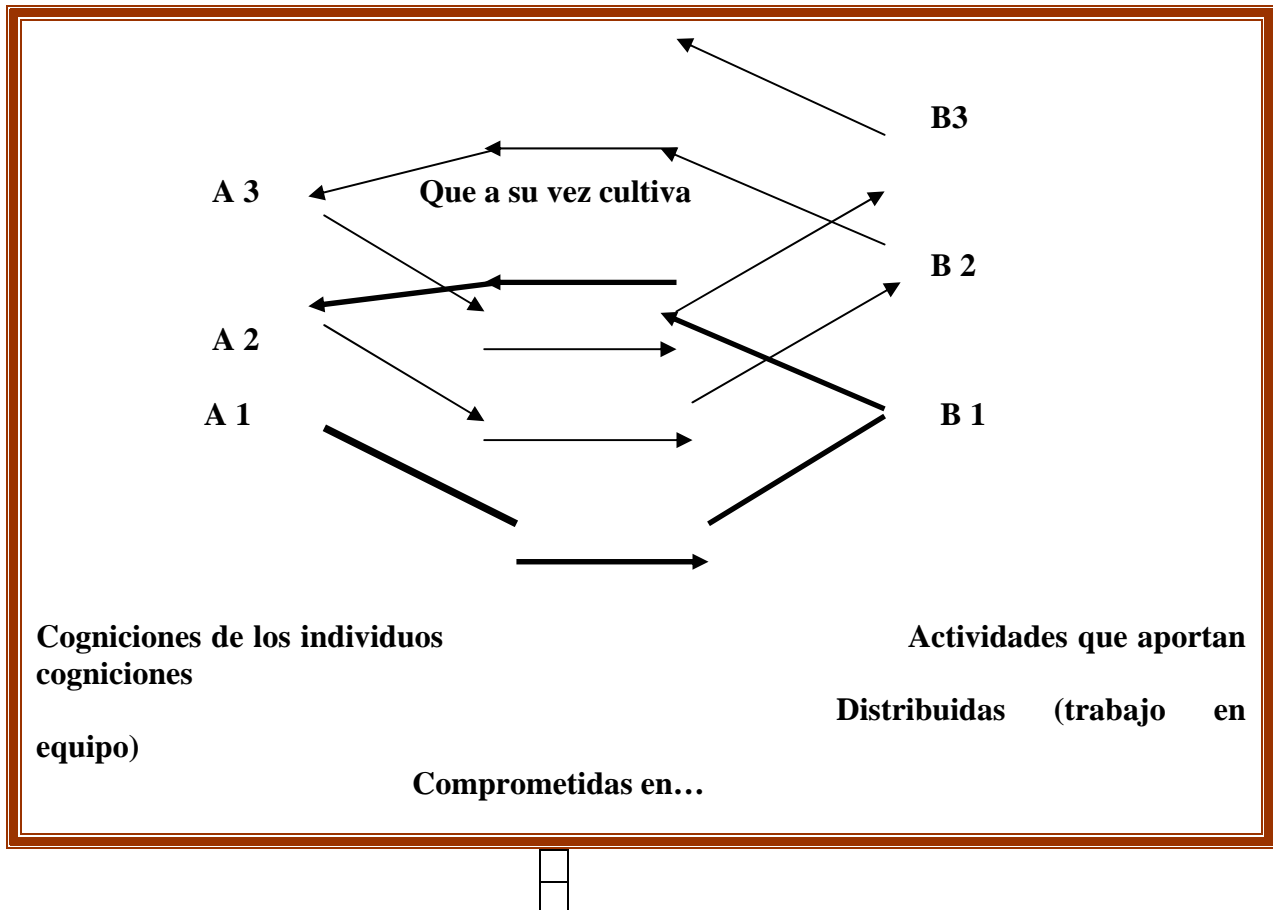 B3
A 3 Que a su vez cultiva
B 2
A 2
A 1 B 1
Cogniciones de los individuos Actividades que aportan
cogniciones
Distribuidas (trabajo en
equipo)
Comprometidas en…